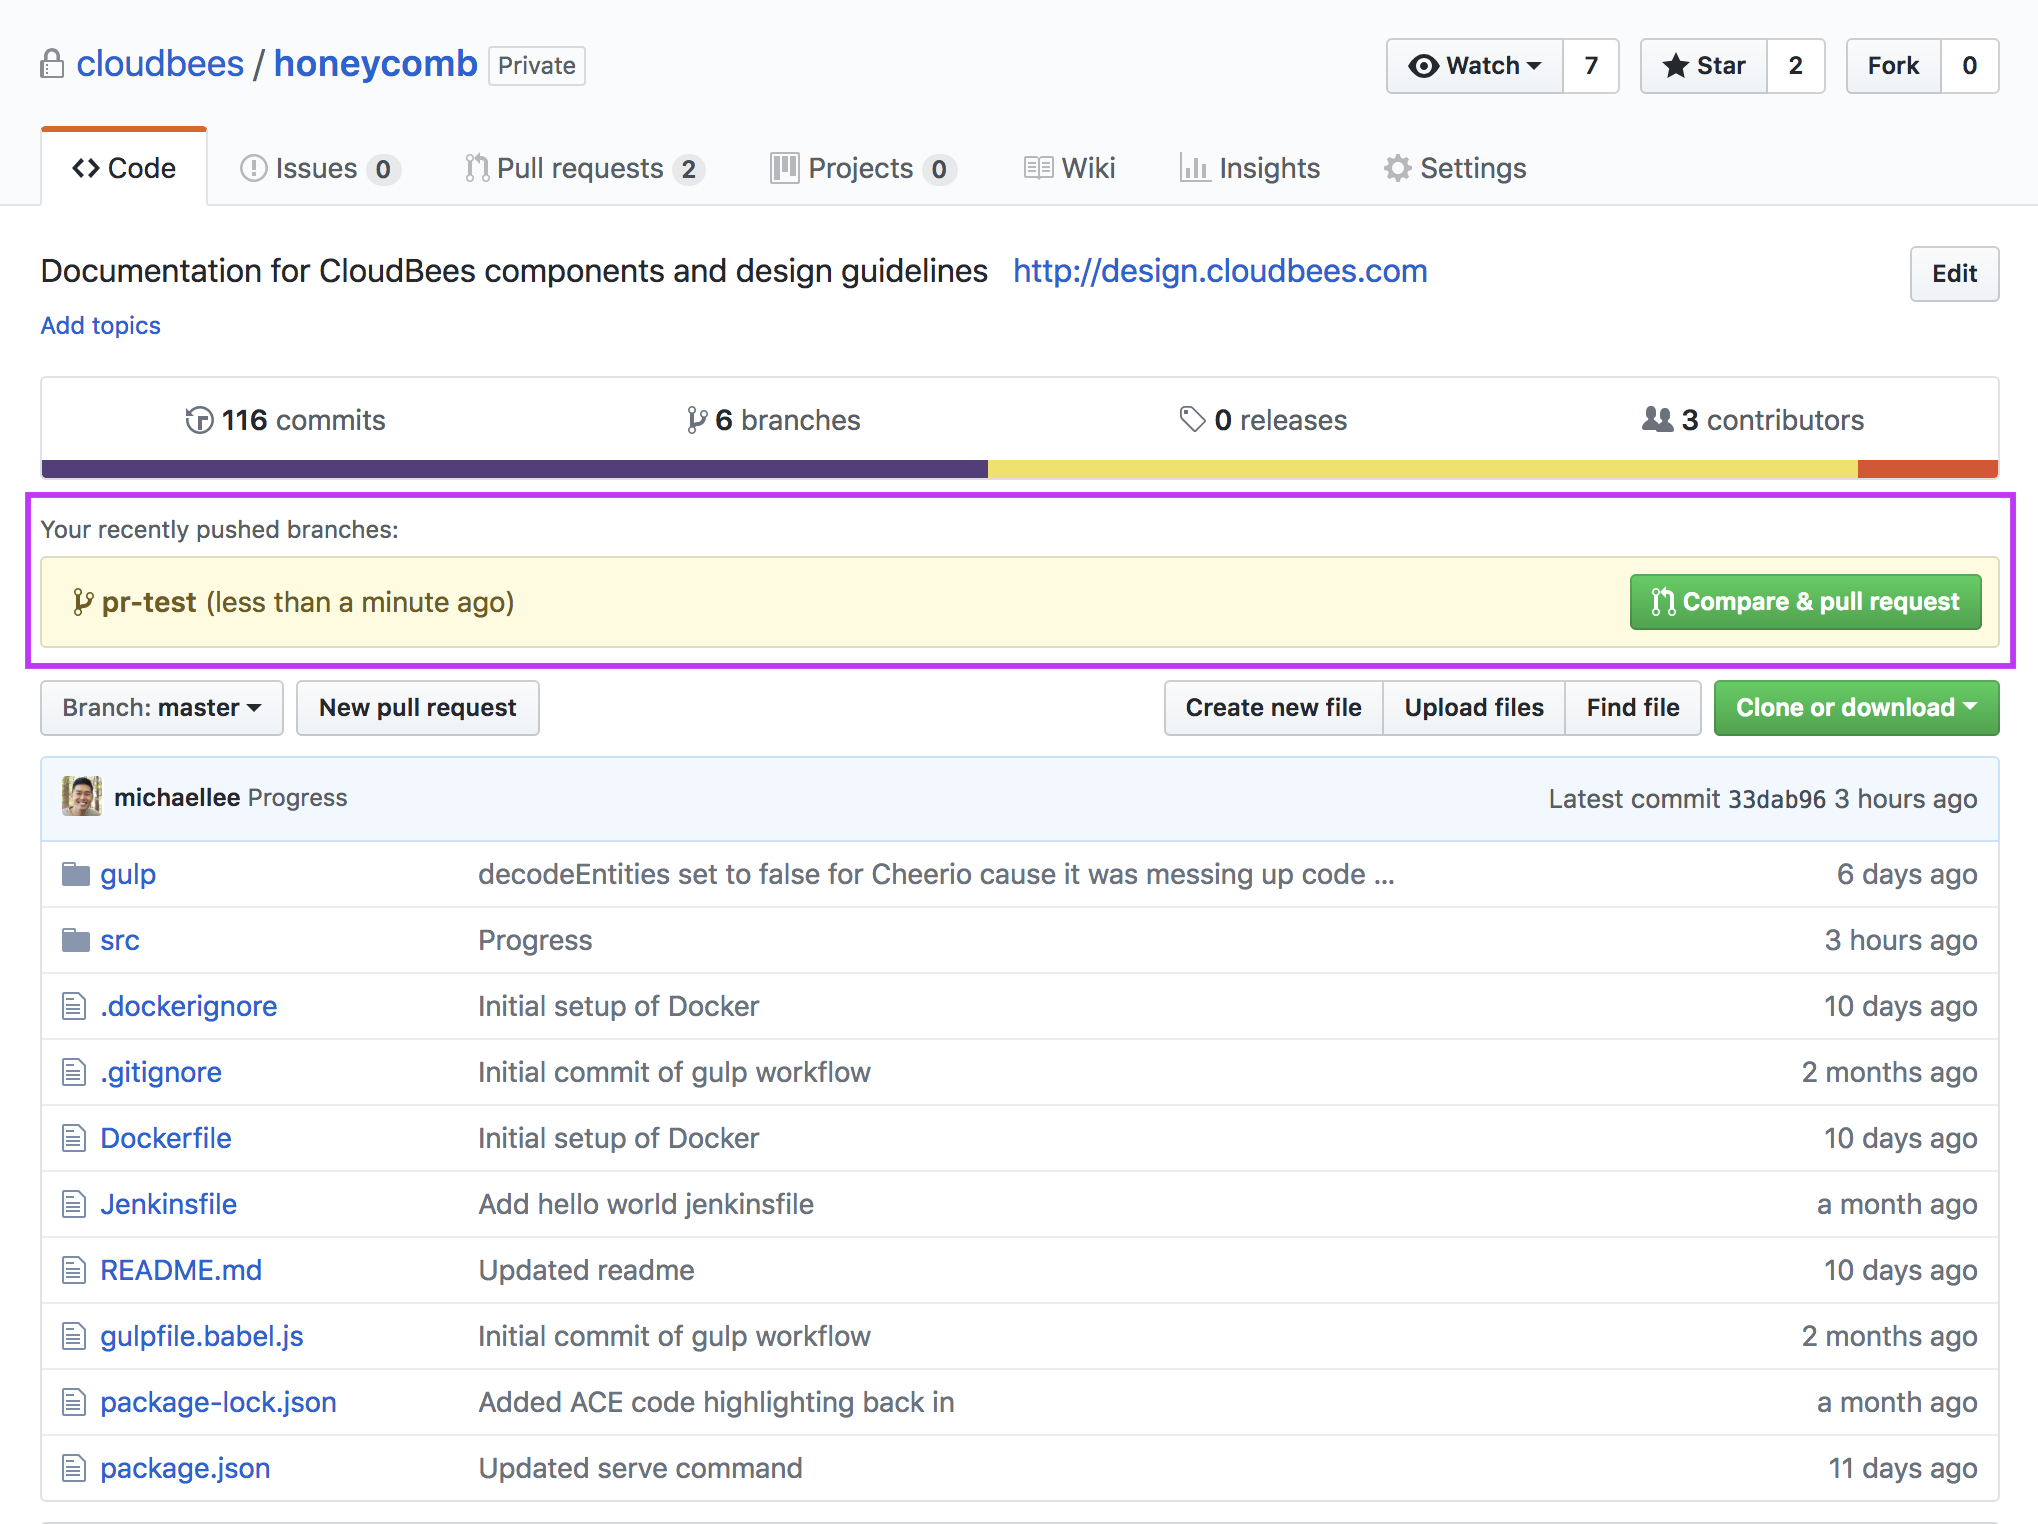 cloudbees / honeycomb Private Watch 7 Star 2 Fork 0
Code Issues 0 Pull requests 2 Projects 0 Wiki Insights Settings
Documentation for CloudBees components and design guidelines http://design.cloudbees.com Edit
Add topics
116 commits 6 branches 0 releases 3 contributors
Your recently pushed branches:
pr-test (less than a minute ago) Compare & pull request
Branch: master New pull request Create new file Upload files Find file Clone or download
michaellee Progress Latest commit 33dab96 3 hours ago
gulp decodeEntities set to false for Cheerio cause it was messing up code ... 6 days ago
src Progress 3 hours ago
.dockerignore Initial setup of Docker 10 days ago
.gitignore Initial commit of gulp workflow 2 months ago
Dockerfile Initial setup of Docker 10 days ago
Jenkinsfile Add hello world jenkinsfile a month ago
README.md Updated readme 10 days ago
gulpfile.babel.js Initial commit of gulp workflow 2 months ago
package-lock.json Added ACE code highlighting back in a month ago
package.json Updated serve command 11 days ago